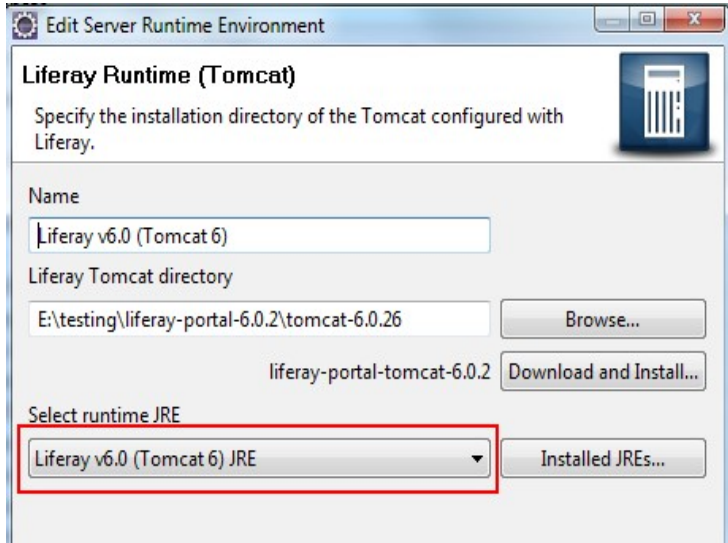 Edit Server Runtime Environment
Liferay Runtime (Tomcat)
Specify the installation directory of the Tomcat configured with
Liferay.
Name
Liferay v6.0 (Tomcat 6)
Liferay Tomcat directory
E:\testing\liferay-portal-6.0.2\tomcat-6.0.26
Browse...
liferay-portal-tomcat-6.0.2
Download and Install...
Select runtime JRE
Liferay v6.0 (Tomcat 6) JRE
Installed JREs...